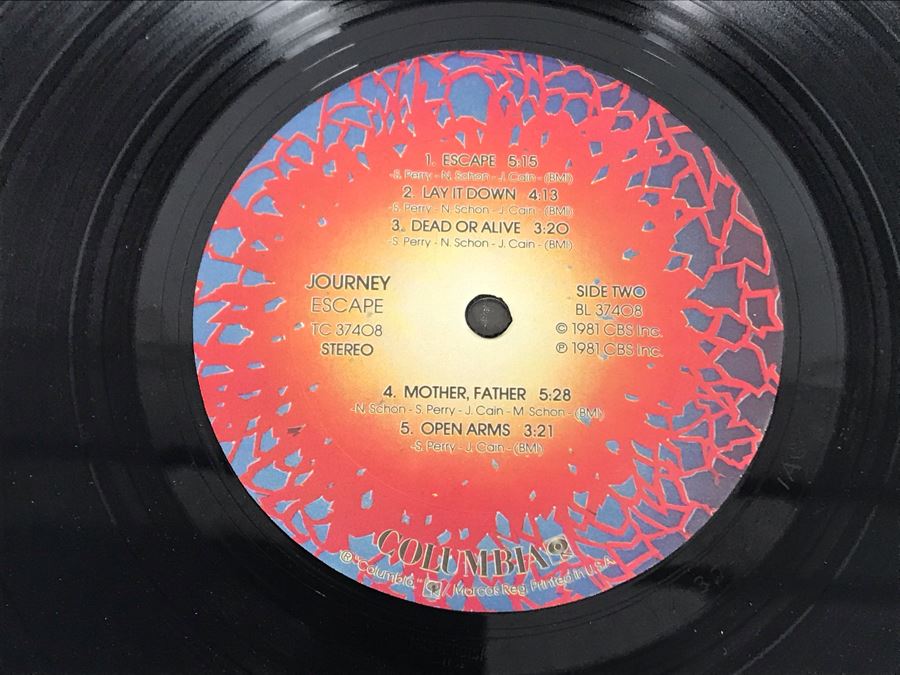 1. ESCAPE 5:15
-S. Perry - N. Schon - J. Cain - (BMI)
2. LAY IT DOWN 4:13
-S. Perry - N. Schon - J. Cain - (BMI)
3. DEAD OR ALIVE 3:20
-S. Perry - N. Schon - J. Cain - (BMI)
JOURNEY
ESCAPE
TC 37408
STEREO
SIDE TWO
BL 37408
© 1981 CBS Inc.
℗ 1981 CBS Inc.
4. MOTHER, FATHER 5:28
-N. Schon - S. Perry - J. Cain - M. Schon - (BMI)
5. OPEN ARMS 3:21
-S. Perry - J. Cain - (BMI)
COLUMBIA
® "Columbia," Marcas Reg. Printed in U.S.A.